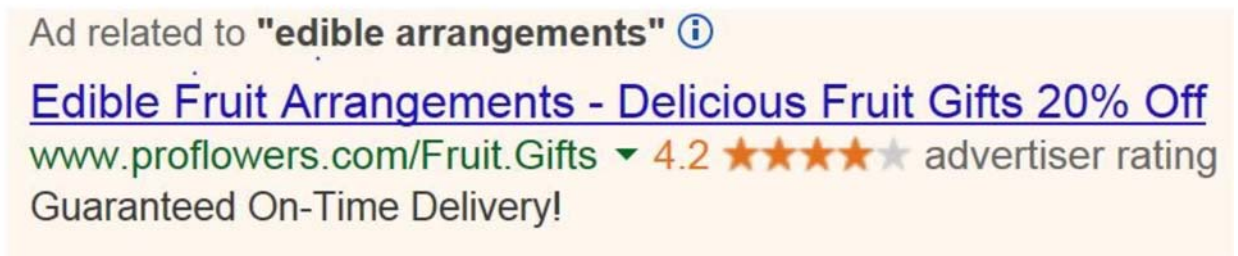 Ad related to "edible arrangements"
Edible Fruit Arrangements - Delicious Fruit Gifts 20% Off
www.proflowers.com/Fruit.Gifts 4.2 advertiser rating
Guaranteed On-Time Delivery!